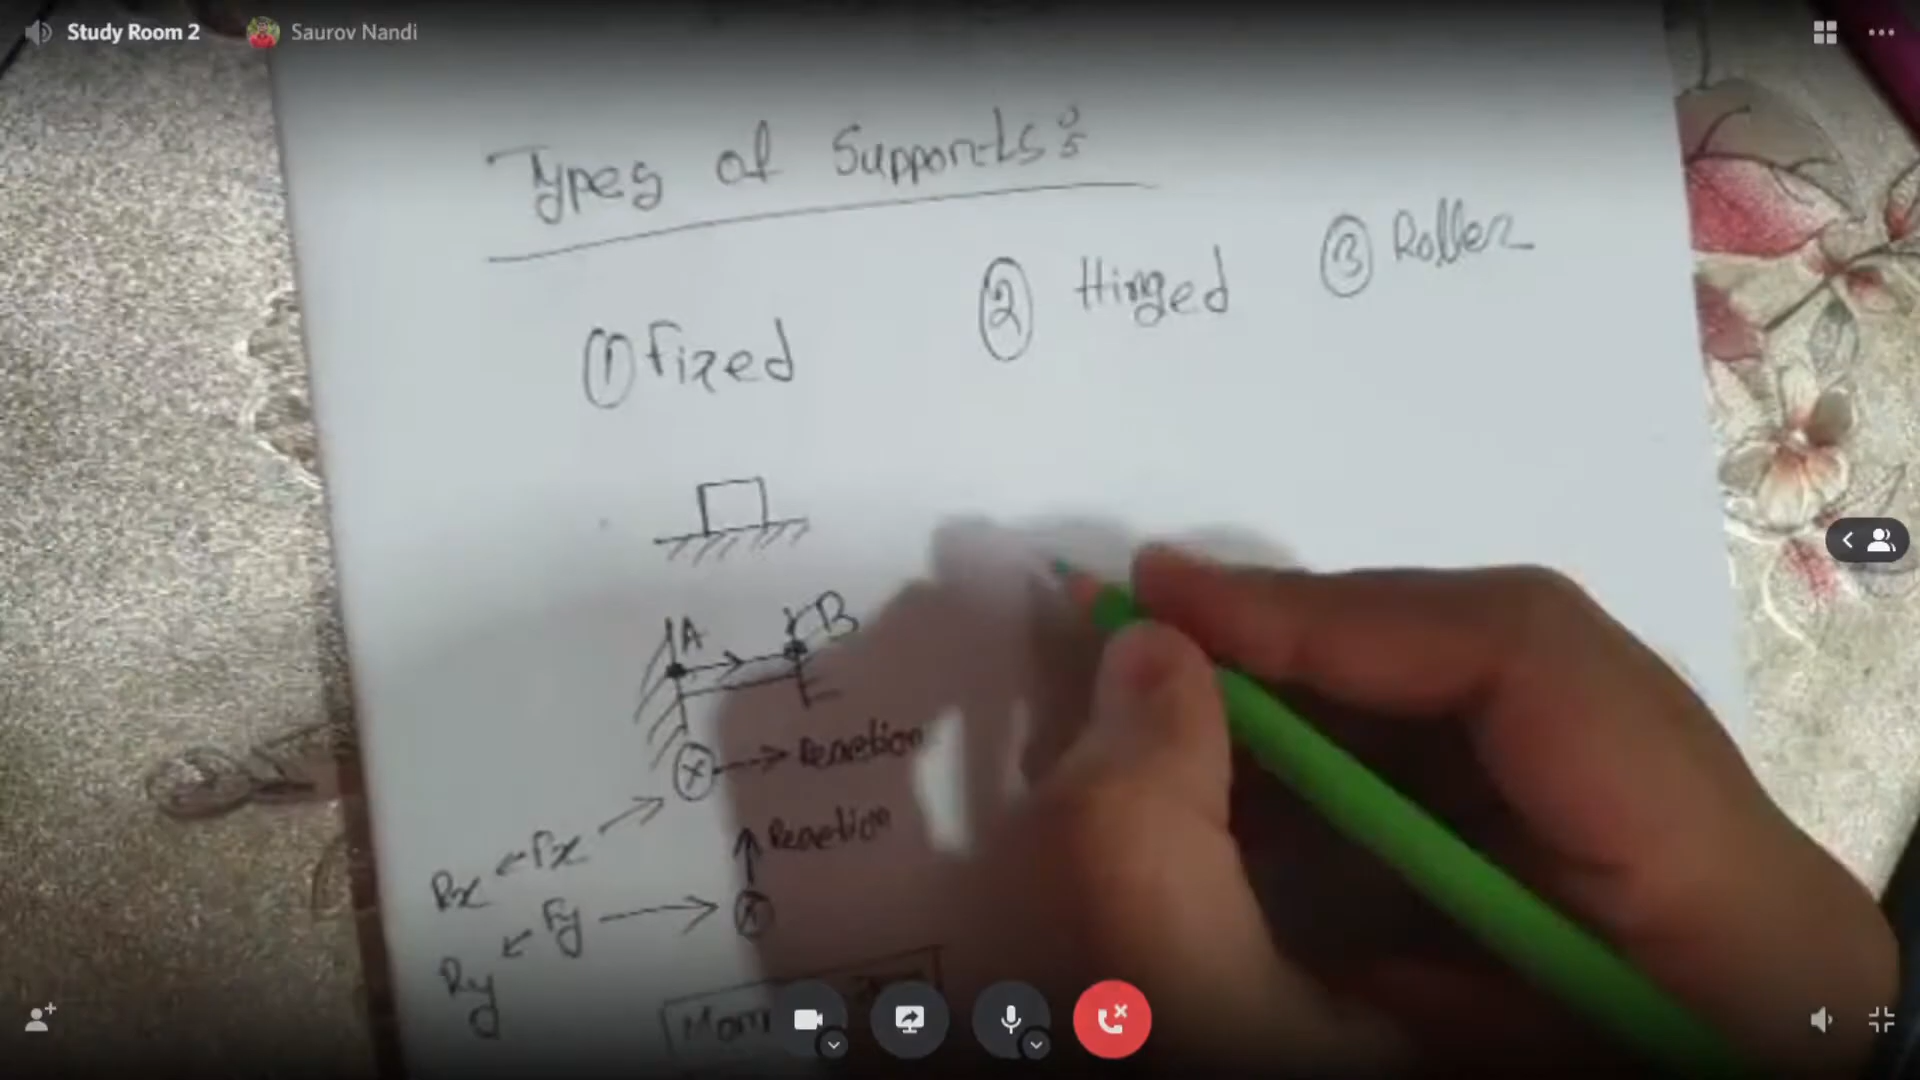 Study Room 2 Saurov Nandi
Types of Supports:
① Fixed ② Hinged ③ Roller
A B
X Reaction
Rx Fx
Reaction
Fy X
Ry